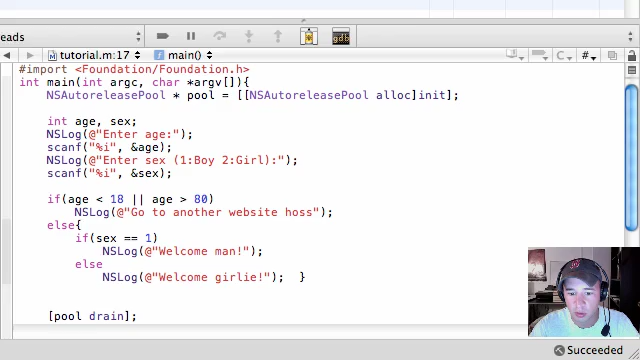 eads
gdb
tutorial.m:17 main() C #
#import <Foundation/Foundation.h>
int main(int argc, char *argv[]){
NSAutoreleasePool * pool = [[NSAutoreleasePool alloc]init];
int age, sex;
NSLog(@"Enter age:");
scanf("%i", &age);
NSLog(@"Enter sex (1:Boy 2:Girl):");
scanf("%i", &sex);
if(age < 18 || age > 80)
NSLog(@"Go to another website hoss");
else{
if(sex == 1)
NSLog(@"Welcome man!");
else
NSLog(@"Welcome girlie!"); }
[pool drain];
Succeeded